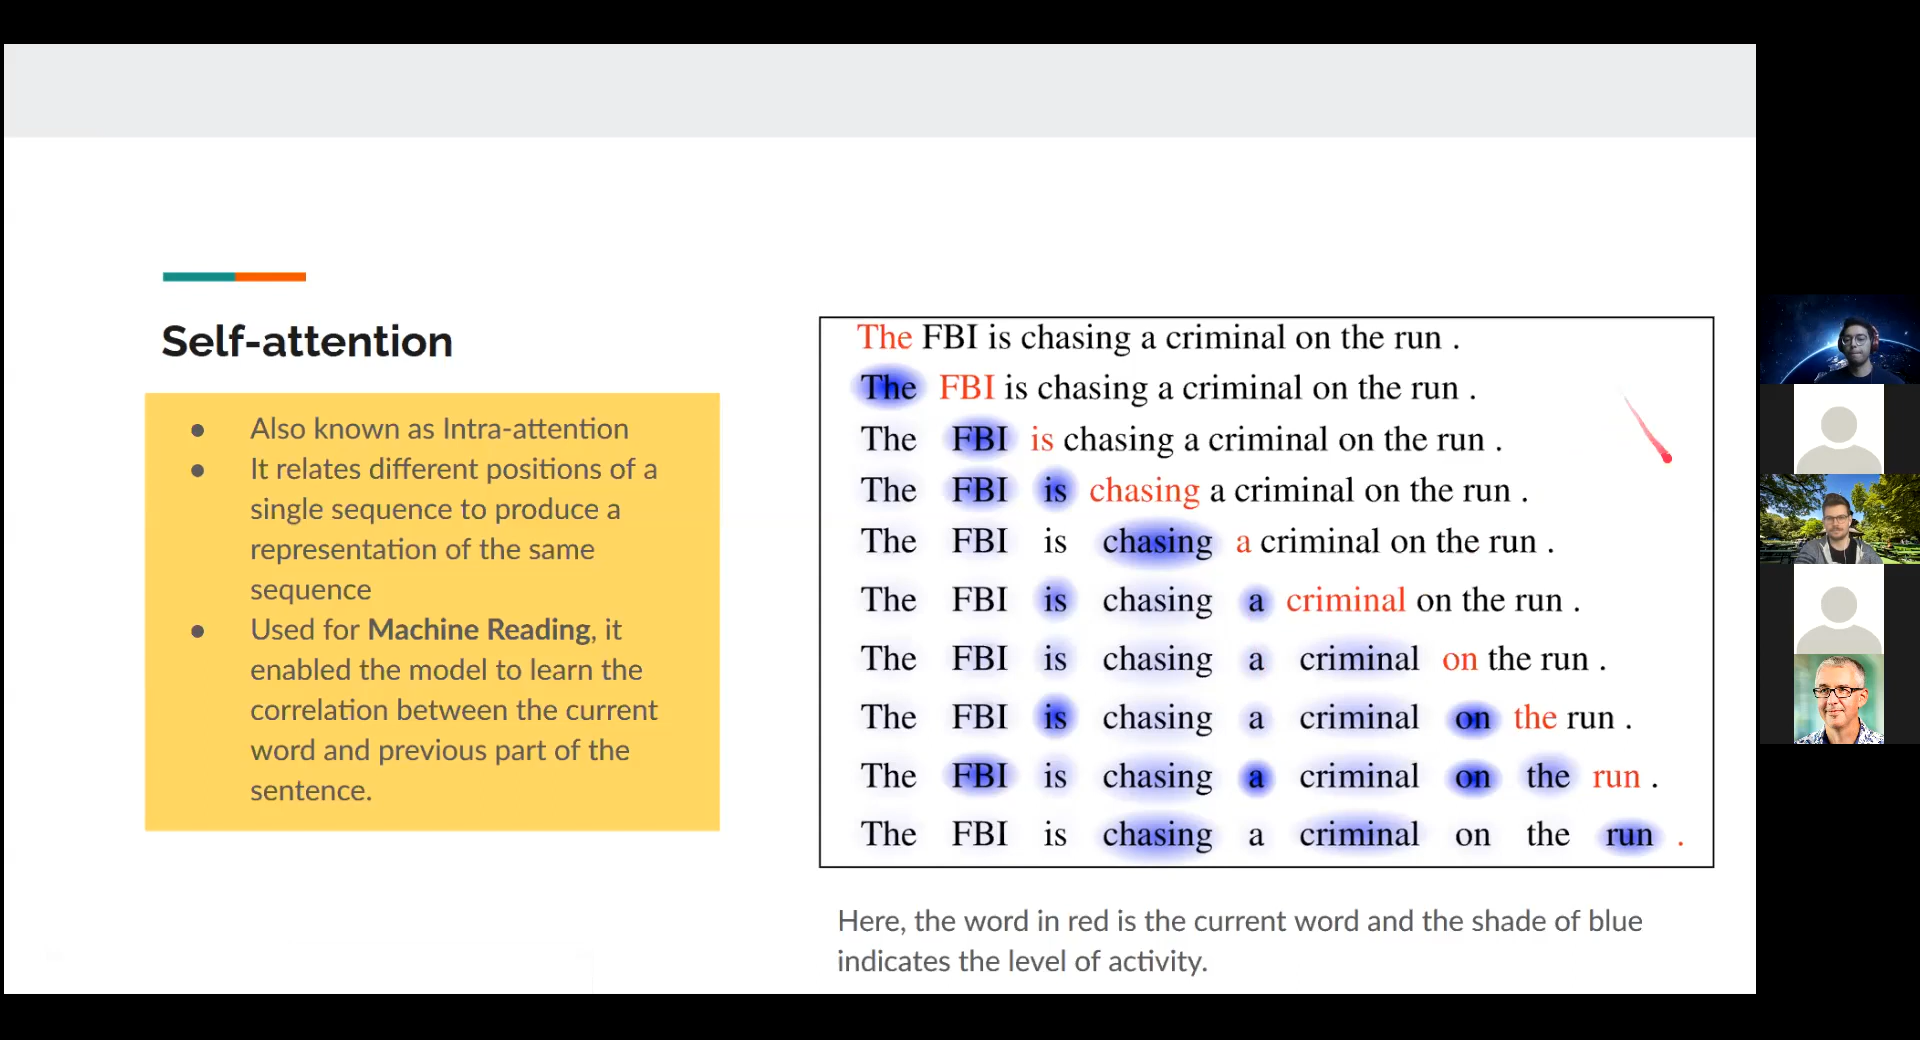 Self-attention
● Also known as Intra-attention
● It relates different positions of a
single sequence to produce a
representation of the same
sequence
● Used for Machine Reading, it
enabled the model to learn the
correlation between the current
word and previous part of the
sentence.
The FBI is chasing a criminal on the run .
The FBI is chasing a criminal on the run .
The FBI is chasing a criminal on the run .
The FBI is chasing a criminal on the run .
The FBI is chasing a criminal on the run .
The FBI is chasing a criminal on the run .
The FBI is chasing a criminal on the run .
The FBI is chasing a criminal on the run .
The FBI is chasing a criminal on the run .
The FBI is chasing a criminal on the run .
Here, the word in red is the current word and the shade of blue
indicates the level of activity.